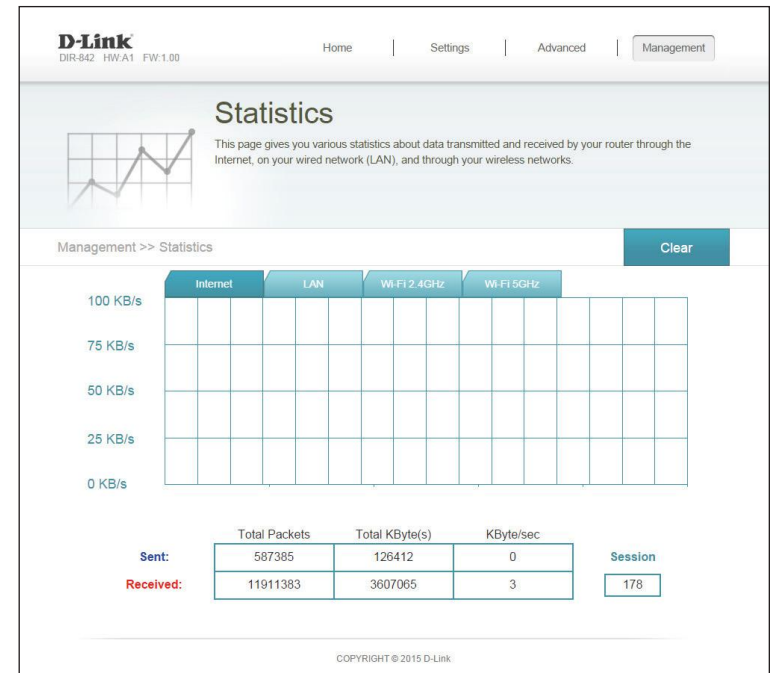 D-Link
DIR-842 HW:A1 FW:1.00
Home Settings Advanced Management
Statistics
This page gives you various statistics about data transmitted and received by your router through the
Internet, on your wired network (LAN), and through your wireless networks.
Management >> Statistics Clear
Internet LAN Wi-Fi 2.4GHz Wi-Fi 5GHz
100 KB/s
75 KB/s
50 KB/s
25 KB/s
0 KB/s
Total Packets Total KByte(s) KByte/sec
Sent: 587385 126412 0 Session
Received: 11911383 3607065 3 178
COPYRIGHT © 2015 D-Link